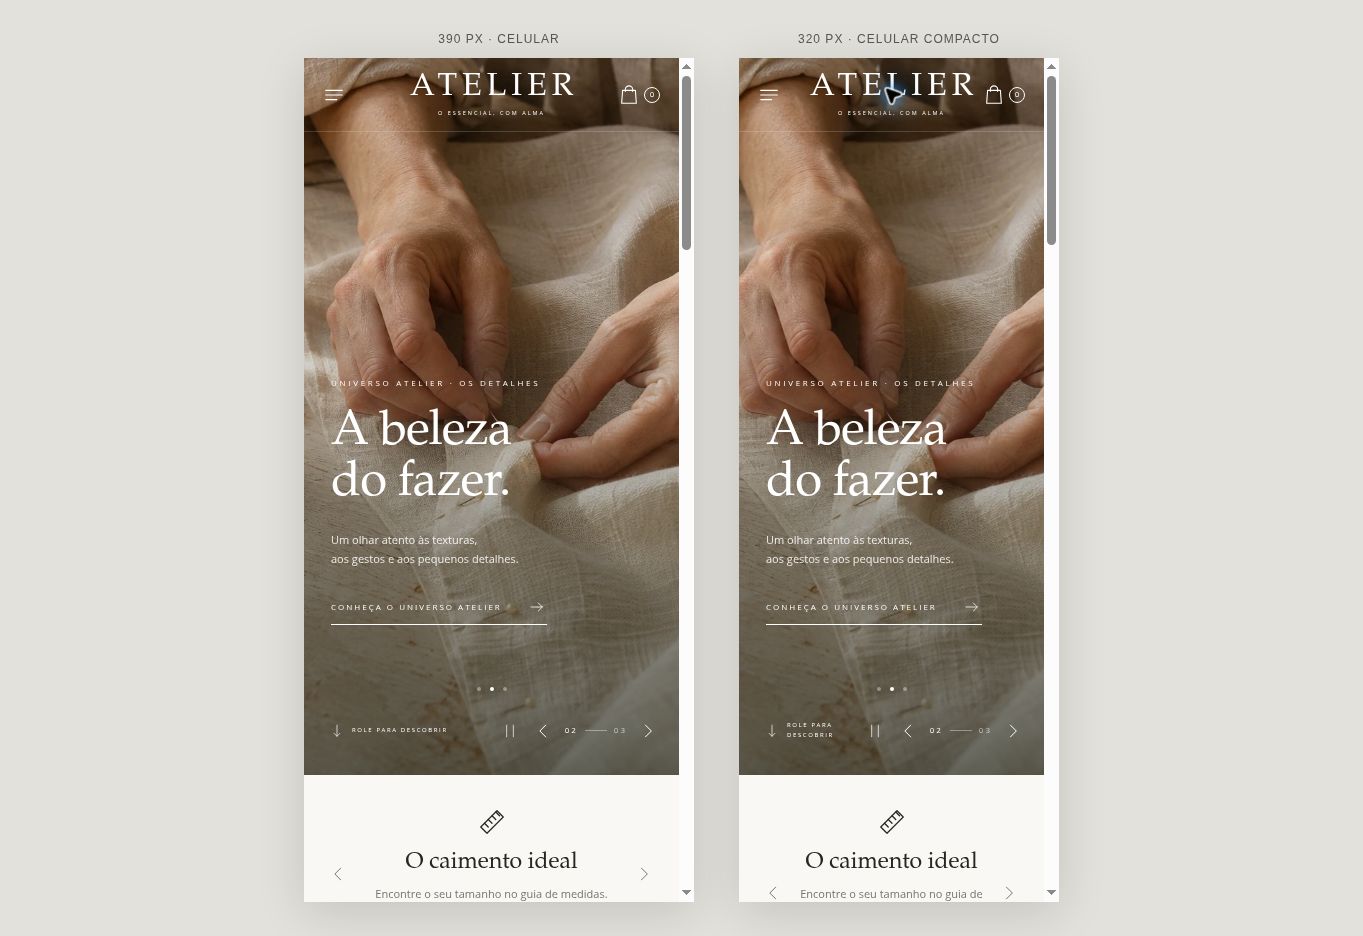 390 PX · CELULAR
ATELIER
O ESSENCIAL, COM ALMA
0
UNIVERSO ATELIER · OS DETALHES
A beleza
do fazer.
Um olhar atento às texturas,
aos gestos e aos pequenos detalhes.
CONHEÇA O UNIVERSO ATELIER
ROLE PARA DESCOBRIR
02 03
O caimento ideal
Encontre o seu tamanho no guia de medidas.
320 PX · CELULAR COMPACTO
ATELIER
O ESSENCIAL, COM ALMA
0
UNIVERSO ATELIER · OS DETALHES
A beleza
do fazer.
Um olhar atento às texturas,
aos gestos e aos pequenos detalhes.
CONHEÇA O UNIVERSO ATELIER
ROLE PARA
DESCOBRIR
02 03
O caimento ideal
Encontre o seu tamanho no guia de